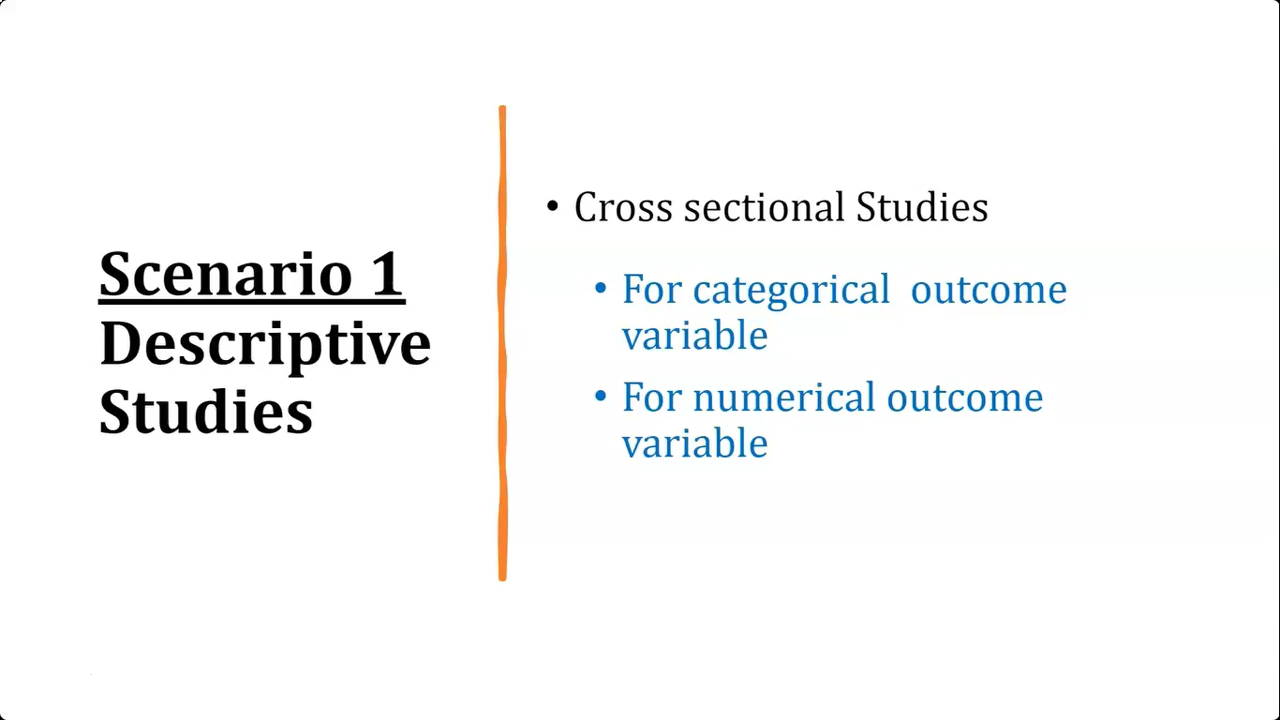 Scenario 1
Descriptive
Studies
• Cross sectional Studies
• For categorical  outcome
variable
• For numerical outcome
variable